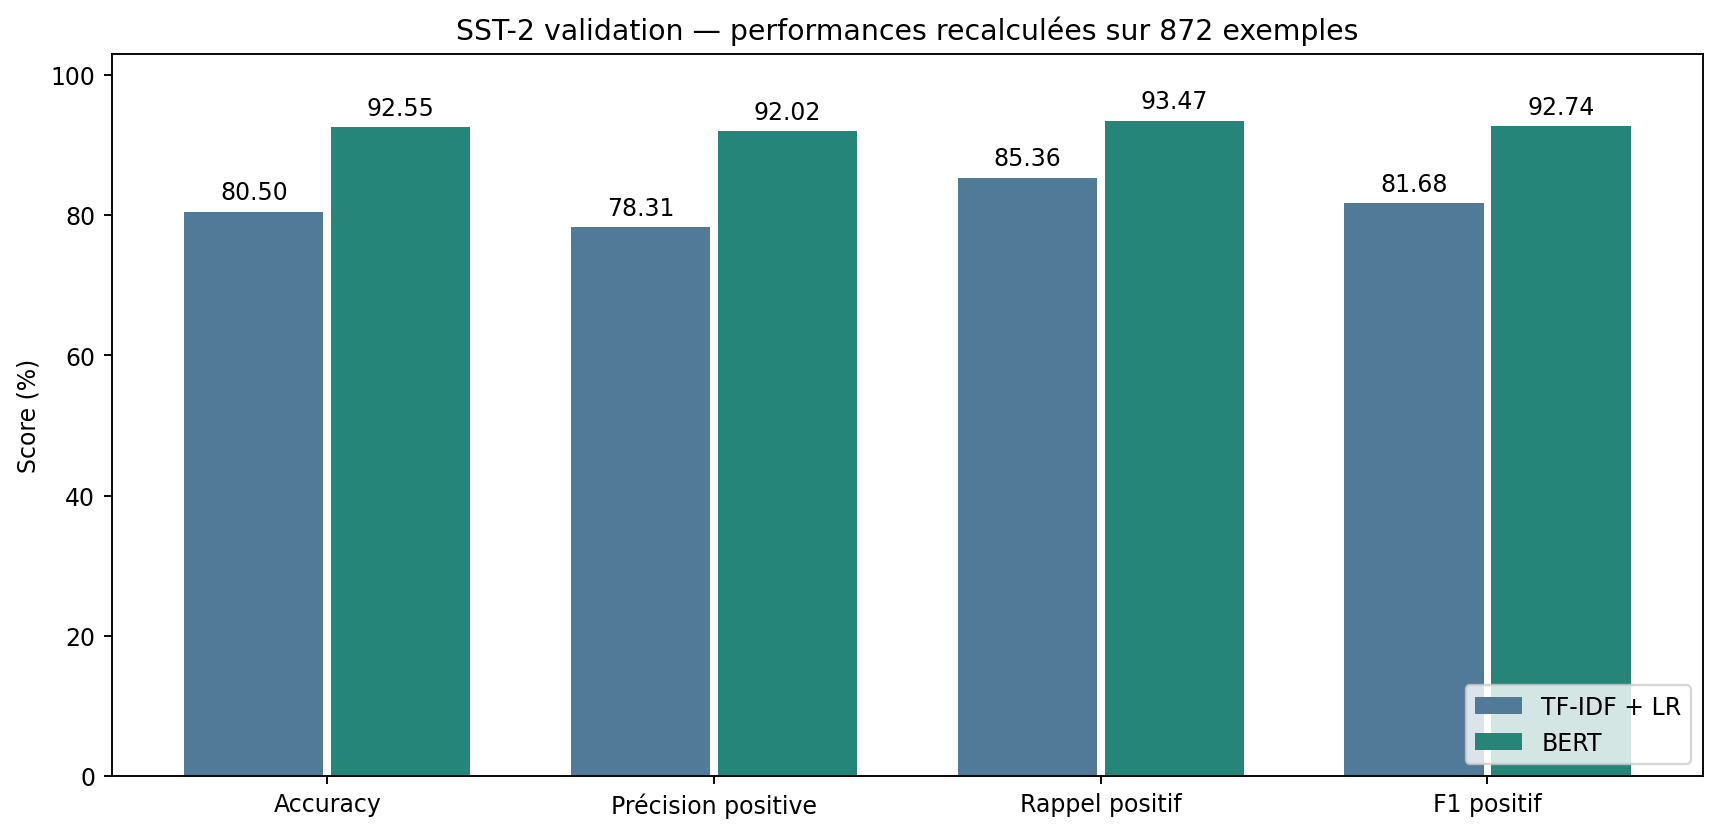 SST-2 validation — performances recalculées sur 872 exemples
Score (%)
100
80
60
40
20
0
80.50
92.55
78.31
92.02
85.36
93.47
81.68
92.74
Accuracy
Précision positive
Rappel positif
F1 positif
TF-IDF + LR
BERT